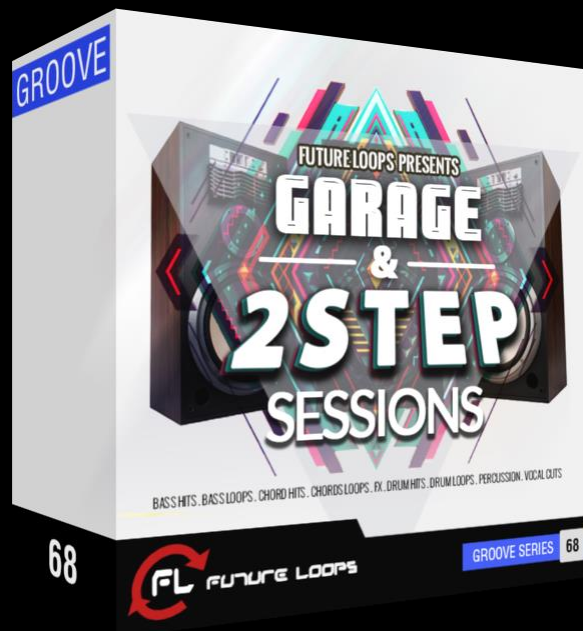 GROOVE
FUTURE LOOPS PRESENTS
GARAGE
&
2STEP
SESSIONS
BASS HITS . BASS LOOPS . CHORD HITS . CHORDS LOOPS . FX . DRUM HITS . DRUM LOOPS . PERCUSSION . VOCAL CUTS
68
FL FUTURE LOOPS
GROOVE SERIES 68